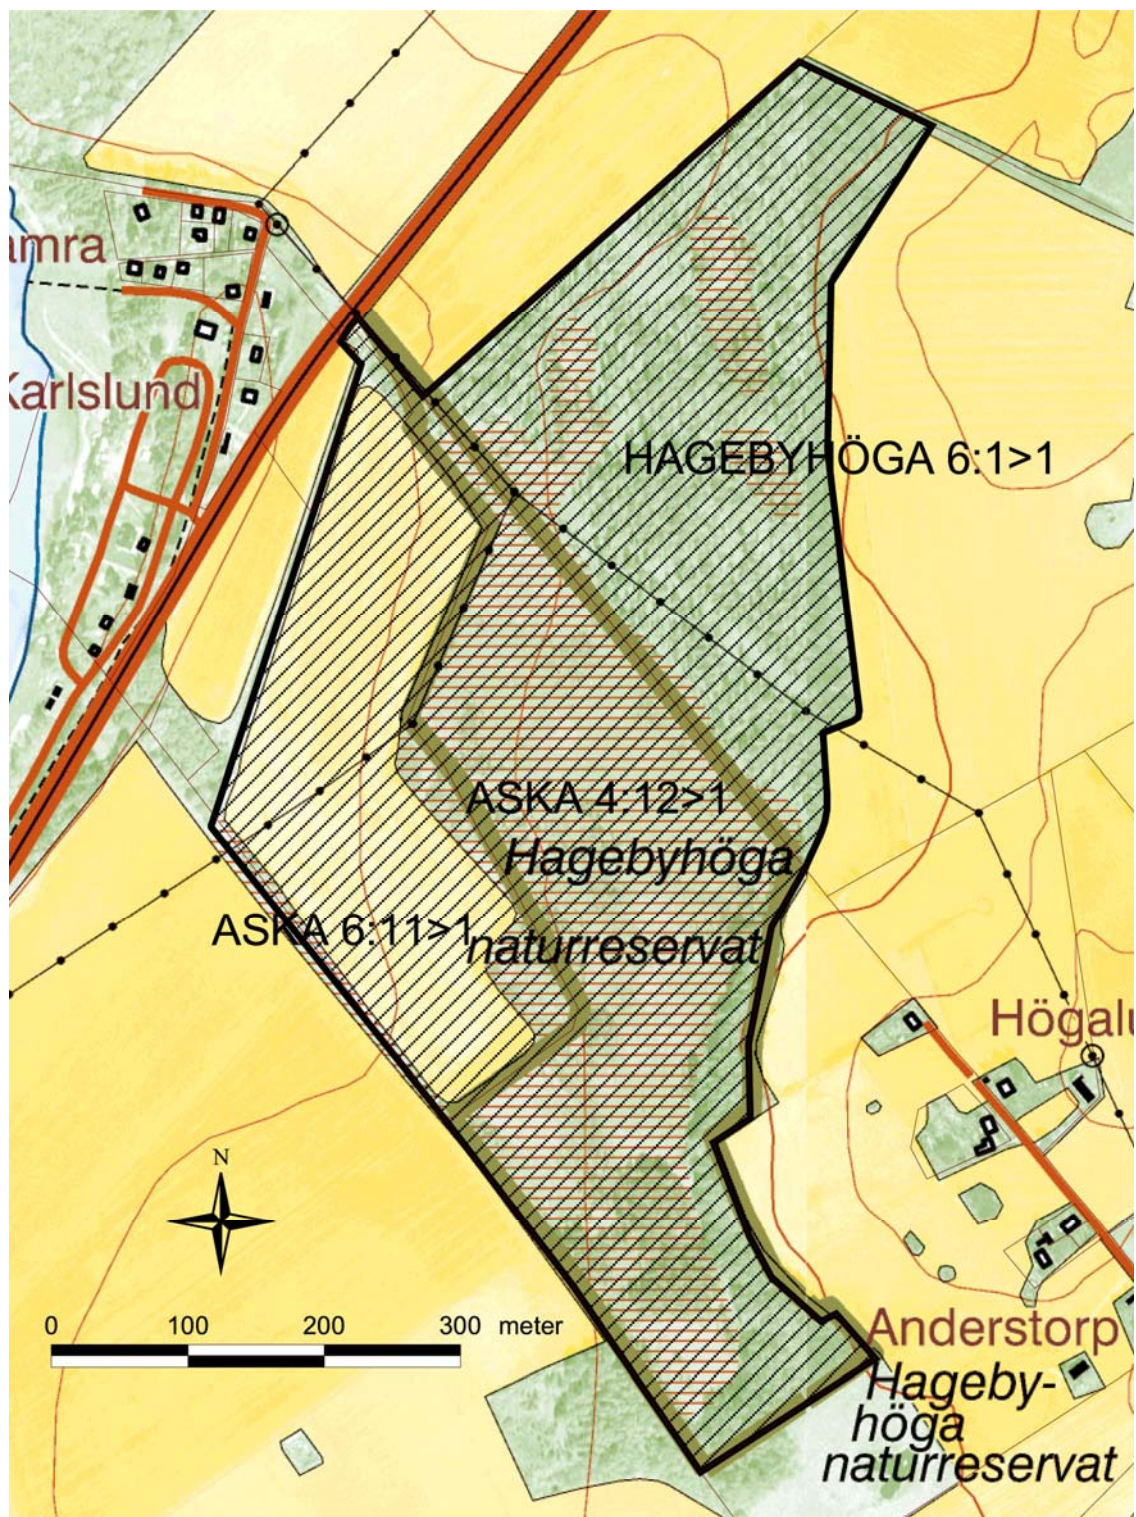 amra
Karlslund
HAGEBYHÖGA 6:1>1
ASKA 4:12>1
Hagebyhöga
ASKA 6:11>1
naturreservat
Högalu
N
0 100 200 300 meter
Anderstorp
Hageby-
höga
naturreservat